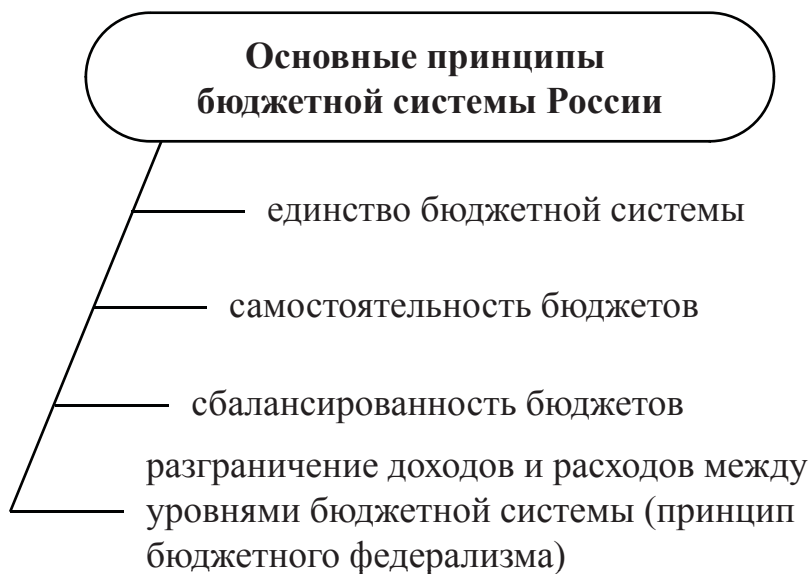 Основные принципы
бюджетной системы России
единство бюджетной системы
самостоятельность бюджетов
сбалансированность бюджетов
разграничение доходов и расходов между
уровнями бюджетной системы (принцип
бюджетного федерализма)